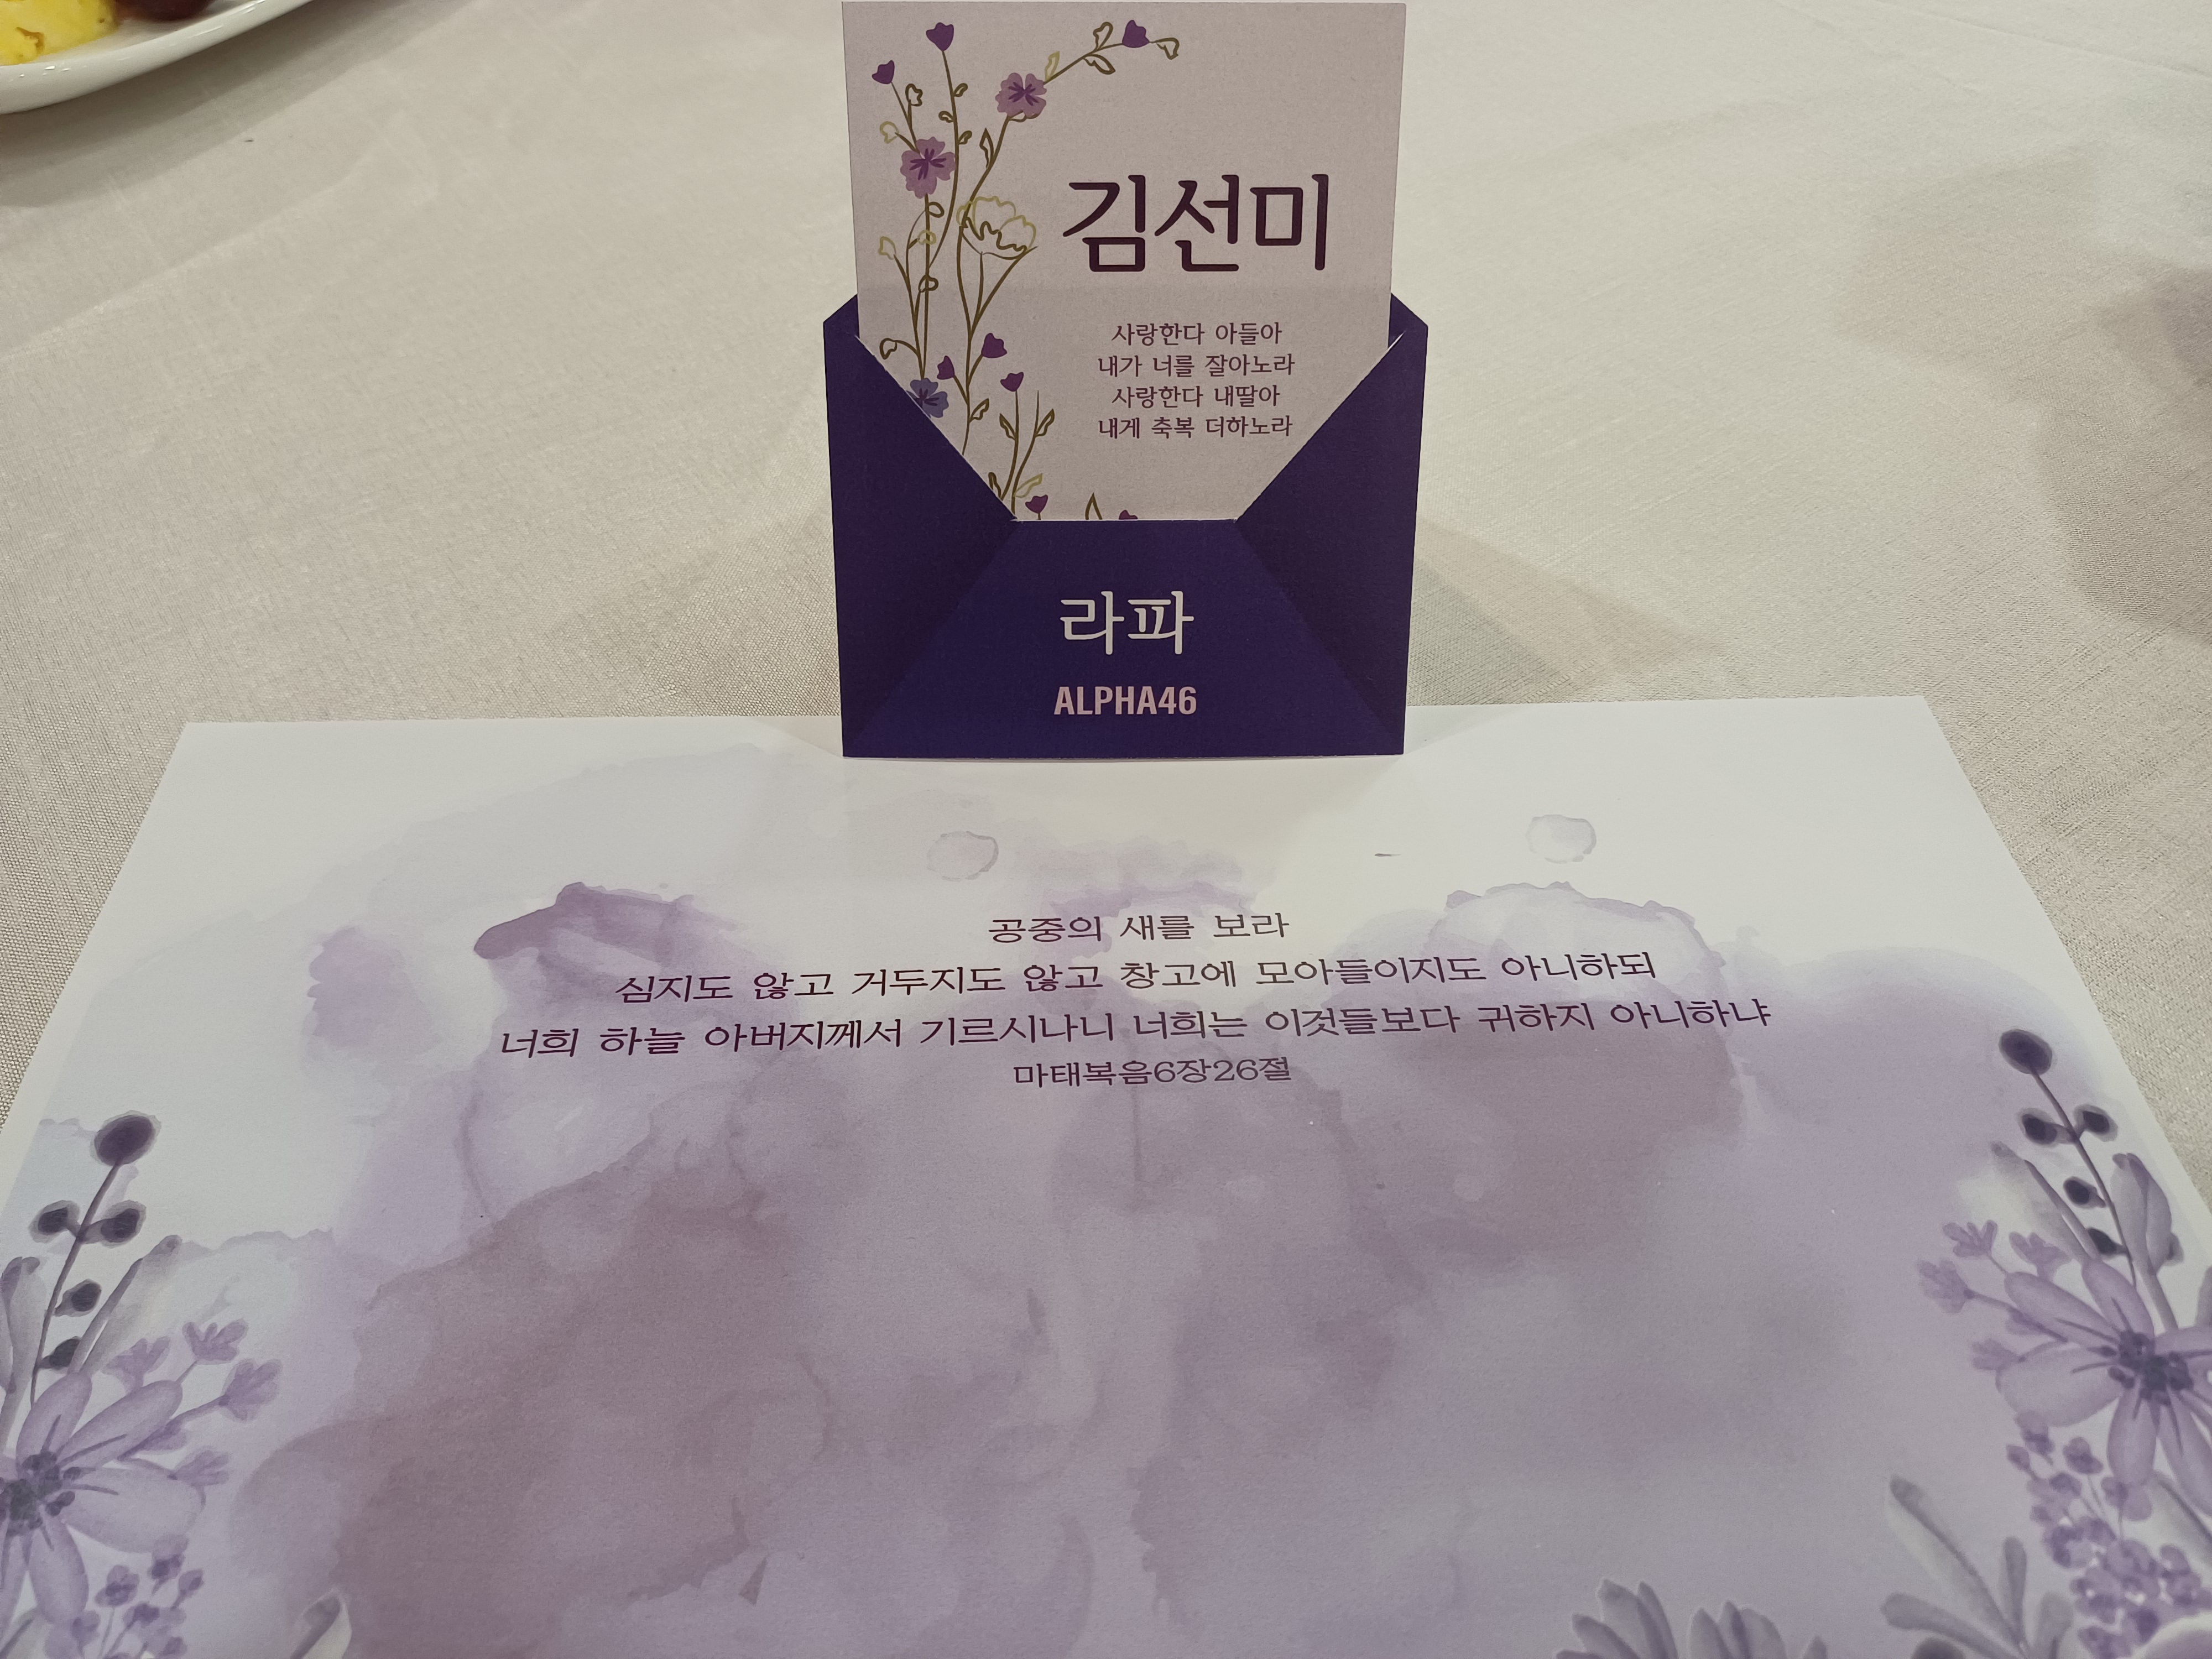 김선미
사랑한다 아들아
내가 너를 잘아노라
사랑한다 내딸아
내게 축복 더하노라
라파
ALPHA46
공중의 새를 보라
심지도 않고 거두지도 않고 창고에 모아들이지도 아니하되
너희 하늘 아버지께서 기르시나니 너희는 이것들보다 귀하지 아니하냐
마태복음6장26절